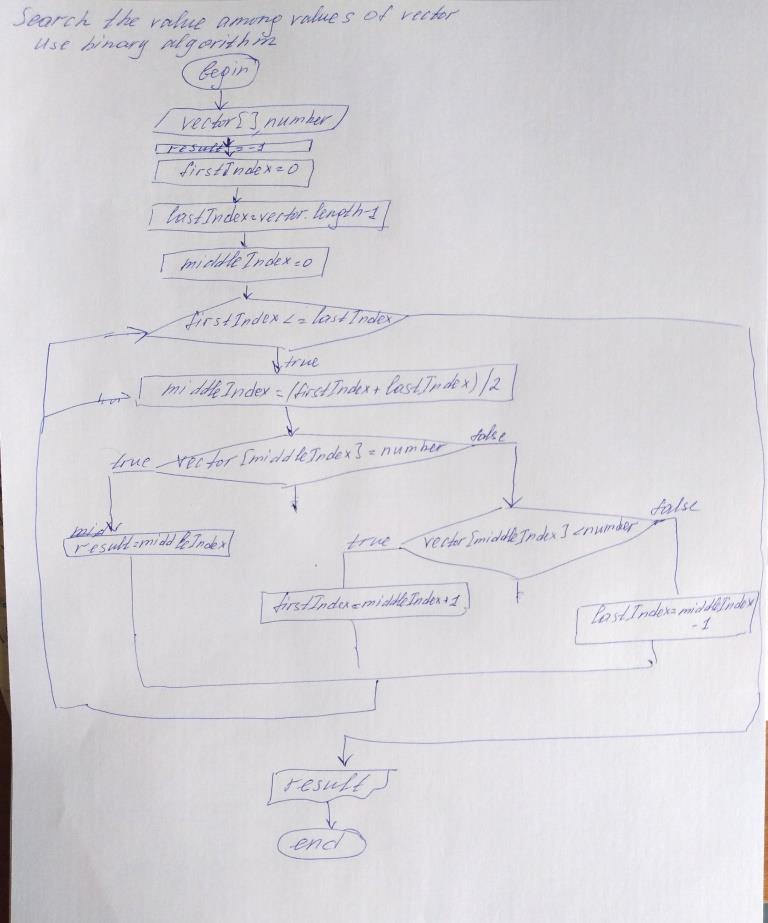 Search the value among values of vector
Use binary algorithm
begin
vector[], number
result=-1
firstIndex=0
lastIndex=vector.length-1
middleIndex=0
firstIndex<=lastIndex
true
middleIndex=(firstIndex+lastIndex)/2
true vector[middleIndex]=number false
result=middleIndex
true vector[middleIndex]<number false
firstIndex=middleIndex+1
lastIndex=middleIndex
-1
result
end